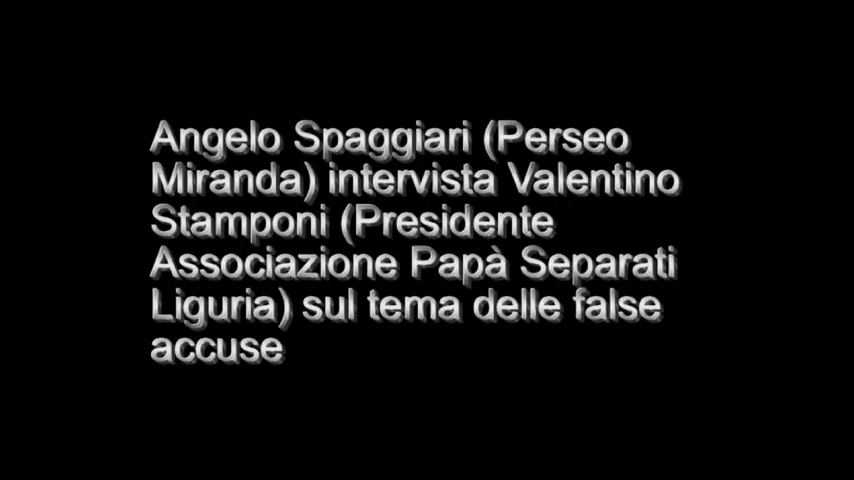 Angelo Spaggiari (Perseo
Miranda) intervista Valentino
Stamponi (Presidente
Associazione Papà Separati
Liguria) sul tema delle false
accuse